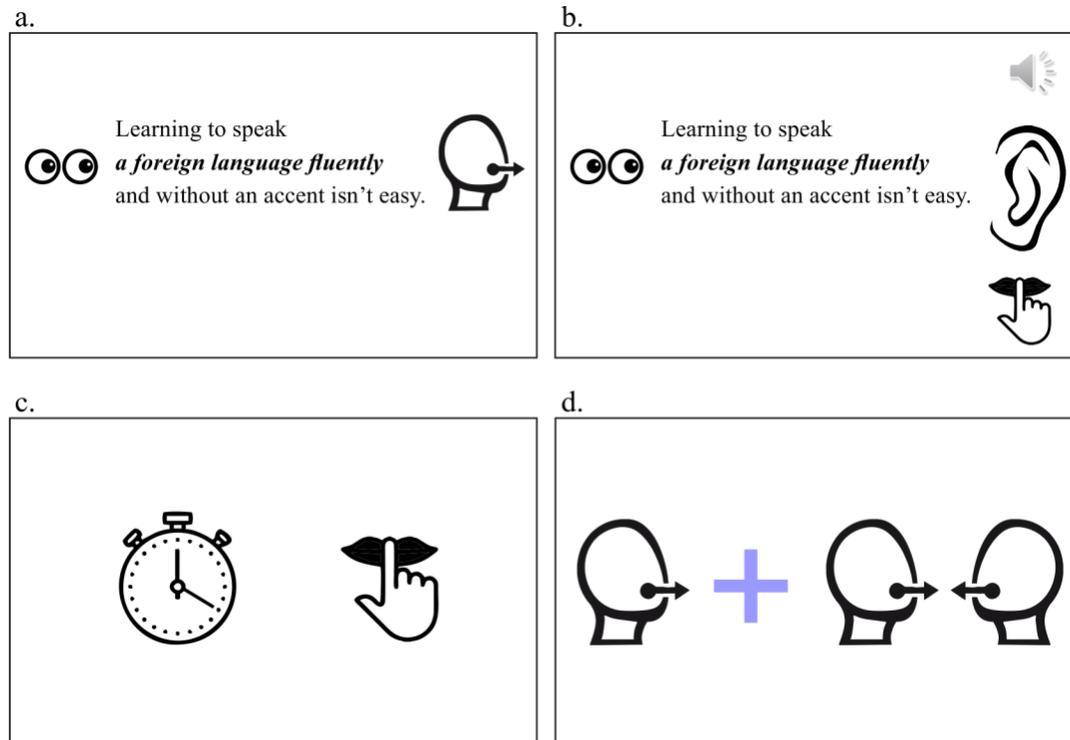 a.
Learning to speak
a foreign language fluently
and without an accent isn’t easy.
b.
Learning to speak
a foreign language fluently
and without an accent isn’t easy.
c.
d.